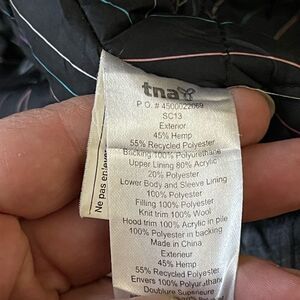 tna
P.O. # 4500022069
SC13
Exterior
45% Hemp
55% Recycled Polyester
Backing 100% Polyurethane
Upper Lining 80% Acrylic
20% Polyester
Lower Body and Sleeve Lining
100% Polyester
Filling 100% Polyester
Knit trim 100% Wool
Hood trim 100% Acrylic in pile
100% Polyester in backing
Made in China
Exterieur
45% Hemp
55% Recycled Polyester
Envers 100% Polyurathane
Doublure Superieure
Ne pas enlever